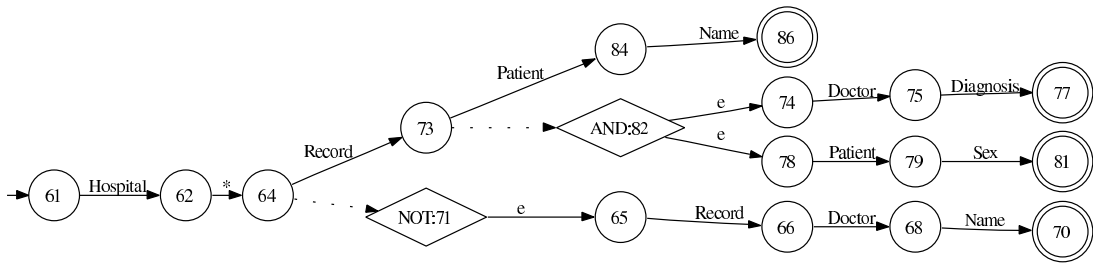 Name
84
86
Patient
e
Doctor
Diagnosis
74
75
77
73
AND:82
e
Record
Patient
Sex
78
79
81
Hospital
*
61
62
64
NOT:71
e
Record
Doctor
Name
65
66
68
70